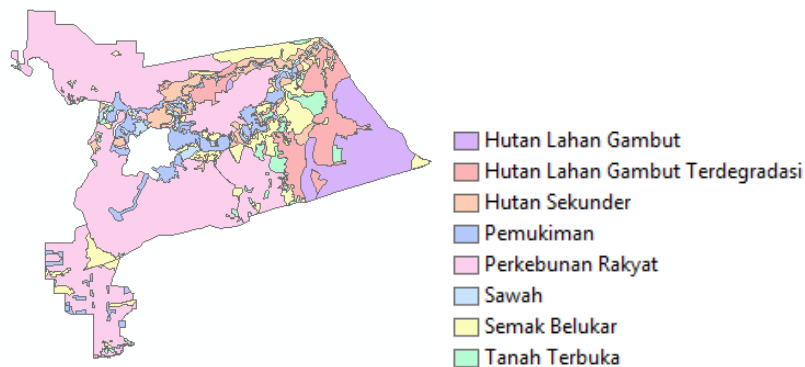 Hutan Lahan Gambut
Hutan Lahan Gambut Terdegradasi
Hutan Sekunder
Pemukiman
Perkebunan Rakyat
Sawah
Semak Belukar
Tanah Terbuka